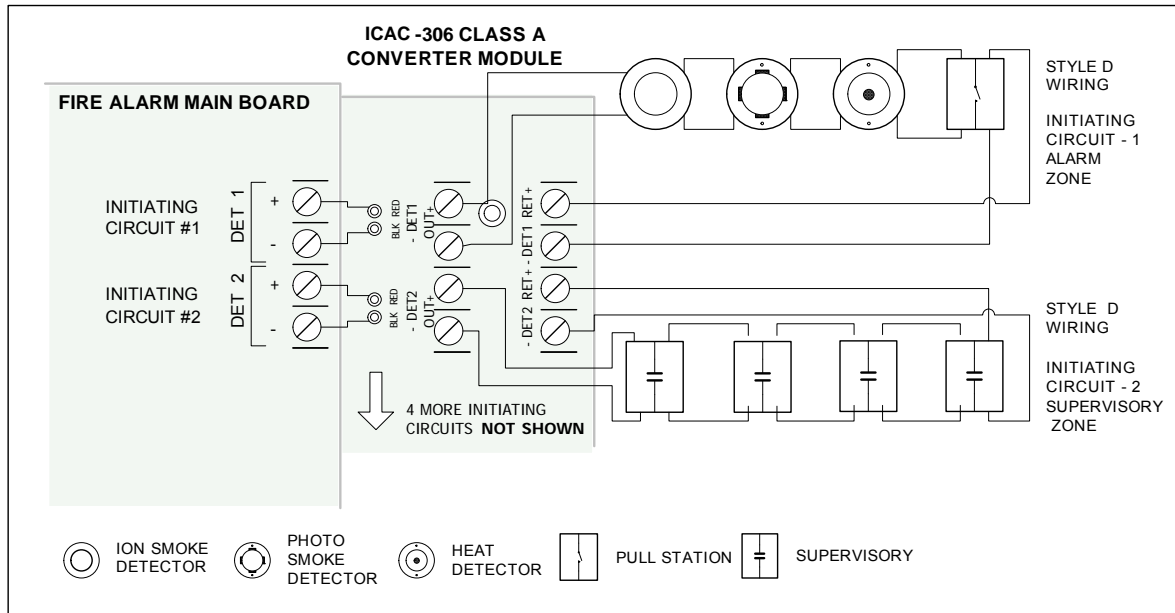 ICAC -306 CLASS A
CONVERTER MODULE
FIRE ALARM MAIN BOARD
STYLE D
WIRING
INITIATING
CIRCUIT - 1
ALARM
ZONE
INITIATING
CIRCUIT #1
DET 1
+
-
BLK RED
- DET1
OUT+
- DET1 RET+
INITIATING
CIRCUIT #2
DET 2
+
-
BLK RED
- DET2
OUT+
- DET2 RET+
STYLE D
WIRING
INITIATING
CIRCUIT - 2
SUPERVISORY
ZONE
4 MORE INITIATING
CIRCUITS NOT SHOWN
ION SMOKE
DETECTOR
PHOTO
SMOKE
DETECTOR
HEAT
DETECTOR
PULL STATION
SUPERVISORY